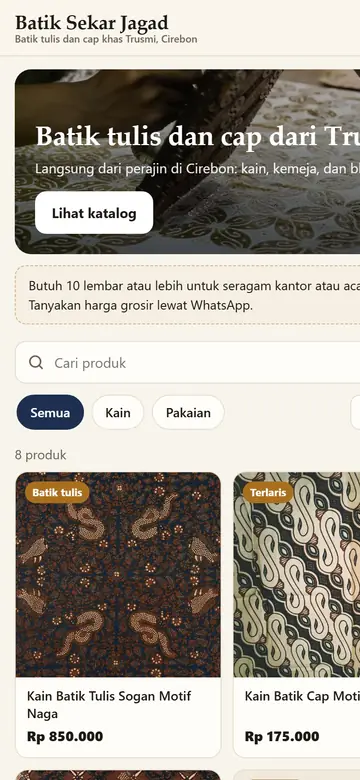 Batik Sekar Jagad
Batik tulis dan cap khas Trusmi, Cirebon
Batik tulis dan cap dari
Langsung dari perajin di Cirebon: kain, kemeja, dan
Lihat katalog
Butuh 10 lembar atau lebih untuk seragam kantor atau
Tanyakan harga grosir lewat WhatsApp.
Cari produk
Semua
Kain
Pakaian
8 produk
Batik tulis
Terlaris
Kain Batik Tulis Sogan Motif
Naga
Rp 850.000
Kain Batik Cap
Rp 175.000